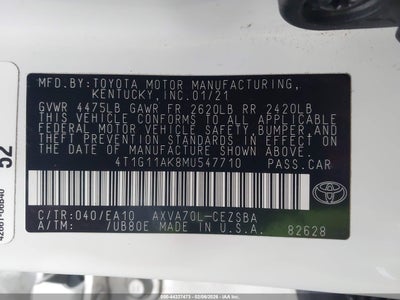 MFD. BY: TOYOTA MOTOR MANUFACTURING,
KENTUCKY, INC. 01/21
GVWR 4475LB GAWR FR 2620LB RR 2420LB
THIS VEHICLE CONFORMS TO ALL APPLICABLE
FEDERAL MOTOR VEHICLE SAFETY, BUMPER, AND
THEFT PREVENTION STANDARDS IN EFFECT ON
THE DATE OF MANUFACTURE SHOWN ABOVE.
4T1G11AK8MU547710 PASS.CAR
C/TR:040/EA10 AXVA70L-CEZSBA
A/TM: /UB80E MADE IN U.S.A. 82628
TOYOTA
52